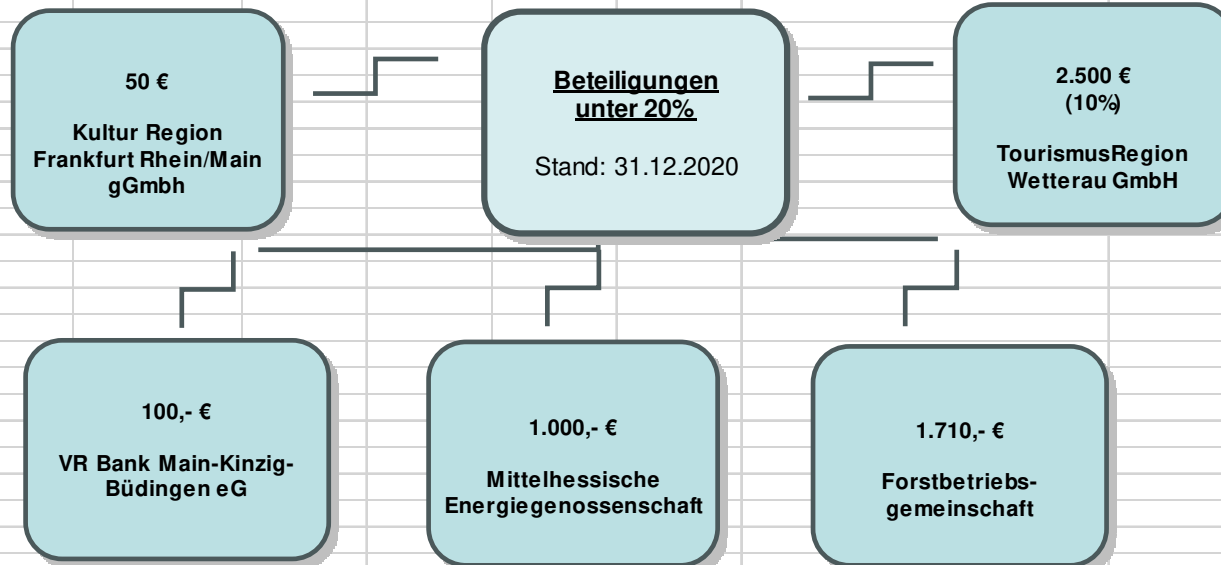 50 €
Kultur Region
Frankfurt Rhein/Main
gGmbh
Beteiligungen
unter 20%
Stand: 31.12.2020
2.500 €
(10%)
TourismusRegion
Wetterau GmbH
100,- €
VR Bank Main-Kinzig-
Büdingen eG
1.000,- €
Mittelhessische
Energiegenossenschaft
1.710,- €
Forstbetriebs-
gemeinschaft